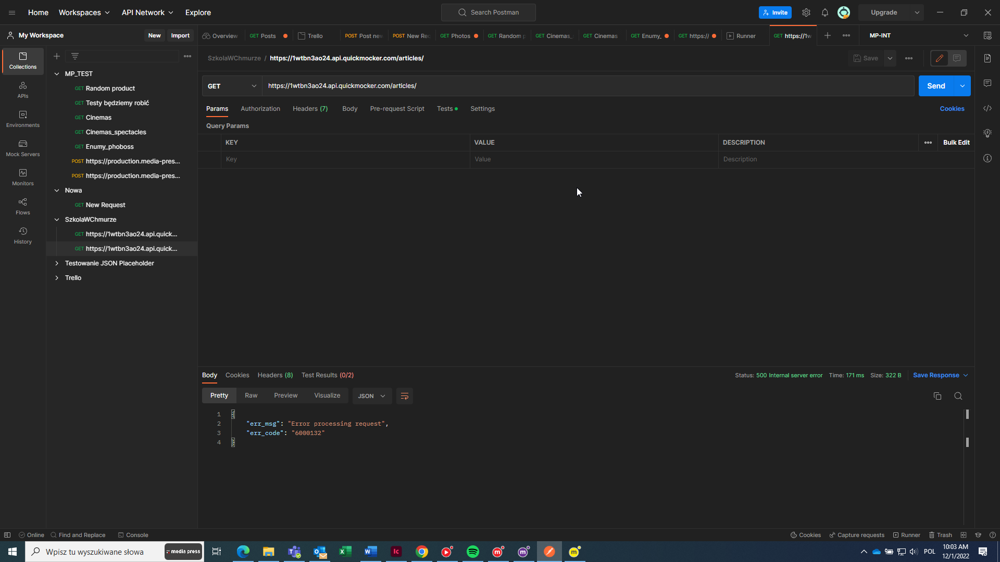 Home Workspaces API Network Explore Search Postman Invite Upgrade
My Workspace New Import Overview GET Posts Trello POST Post new POST New Rec GET Photos GET Random p GET Cinemas_ GET Cinemas GET Enumy_ GET https:// Runner GET https://1w MP-INT
Collections
APIs
Environments
Mock Servers
Monitors
Flows
History
MP_TEST
GET Random product
GET Testy będziemy robić
GET Cinemas
GET Cinemas_spectacles
GET Enumy_phoboss
POST https://production.media-pres...
POST https://production.media-pres...
Nowa
GET New Request
SzkolaWChmurze
GET https://1wtbn3ao24.api.quick...
GET https://1wtbn3ao24.api.quick...
Testowanie JSON Placeholder
Trello
SzkolaWChmurze / https://1wtbn3ao24.api.quickmocker.com/articles/ Save
GET https://1wtbn3ao24.api.quickmocker.com/articles/ Send
Params Authorization Headers (7) Body Pre-request Script Tests Settings Cookies
Query Params
KEY VALUE DESCRIPTION Bulk Edit
Key Value Description
Body Cookies Headers (8) Test Results (0/2) Status: 500 Internal server error Time: 171 ms Size: 322 B Save Response
Pretty Raw Preview Visualize JSON
1 {
2 "err_msg": "Error processing request",
3 "err_code": "6000132"
4 }
Online Find and Replace Console Cookies Capture requests Runner Trash
Wpisz tu wyszukiwane słowa media press POL 10:03 AM
12/1/2022